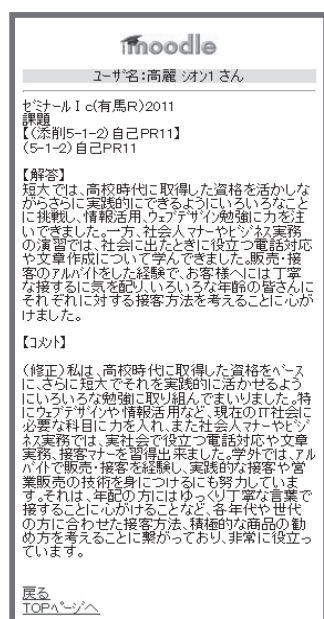 moodle
ユーザ名:高麗 シオン1 さん
セミナールⅠc(有馬R)2011
課題
【(添削5-1-2)自己PR11】
(5-1-2)自己PR11
【解答】
短大では、高校時代に取得した資格を活かしな
がらさらに実践的にできるようにいろいろなこと
に挑戦し、情報活用、ウェブデザイン勉強に力を注
いできました。一方、社会人マナーやビジネス実務
の演習では、社会に出たときに役立つ電話対応
や文章作成について学んできました。販売・接
客のアルバイトをした経験で、お客様へには丁寧
な接するに気を配り、いろいろな年齢の皆さんに
それぞれに対する接客方法を考えることに心が
けました。
【コメント】
(修正)私は、高校時代に取得した資格をベース
に、さらに短大でそれを実践的に活かせるよう
にいろいろな勉強に取り組んでまいりました。特
にウェブデザインや情報活用など、現在のIT社会に
必要な科目に力を入れ、また社会人マナーやビジ
ネス実務では、実社会で役立つ電話対応や文章
実務、接客マナーを習得出来ました。学外では、アル
バイトで販売・接客を経験し、実践的な接客や営
業販売の技術を身につけるにも努力していま
す。それは、年配の方にはゆっくり丁寧な言葉で
接することに心がけることなど、各年代や世代
の方に合わせた接客方法、積極的な商品の勧
め方を考えることに繋がっており、非常に役立っ
ています。
戻る
TOPページへ